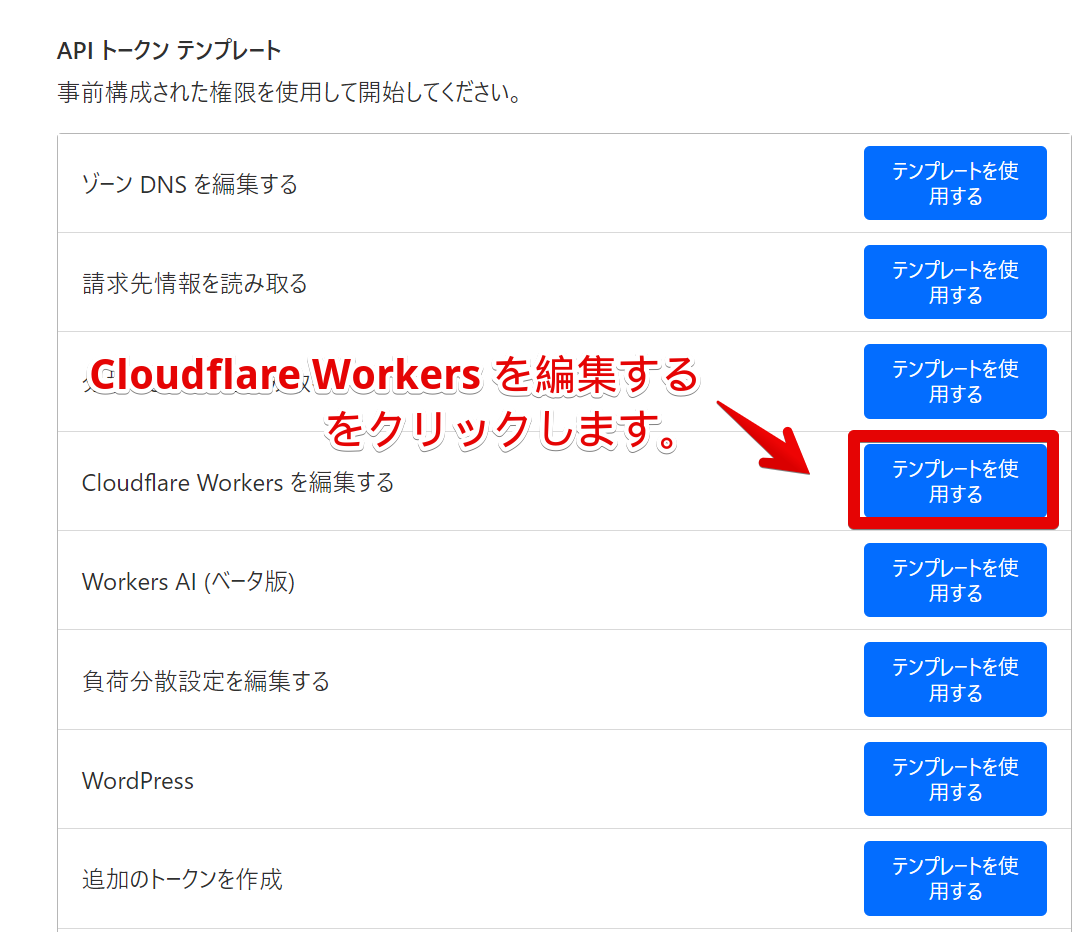 API トークン テンプレート
事前構成された権限を使用して開始してください。
ゾーン DNS を編集する
テンプレートを使
用する
請求先情報を読み取る
テンプレートを使
用する
Cloudflare Workers を編集する
をクリックします。
テンプレートを使
用する
Cloudflare Workers を編集する
テンプレートを使
用する
Workers AI (ベータ版)
テンプレートを使
用する
負荷分散設定を編集する
テンプレートを使
用する
WordPress
テンプレートを使
用する
追加のトークンを作成
テンプレートを使
用する